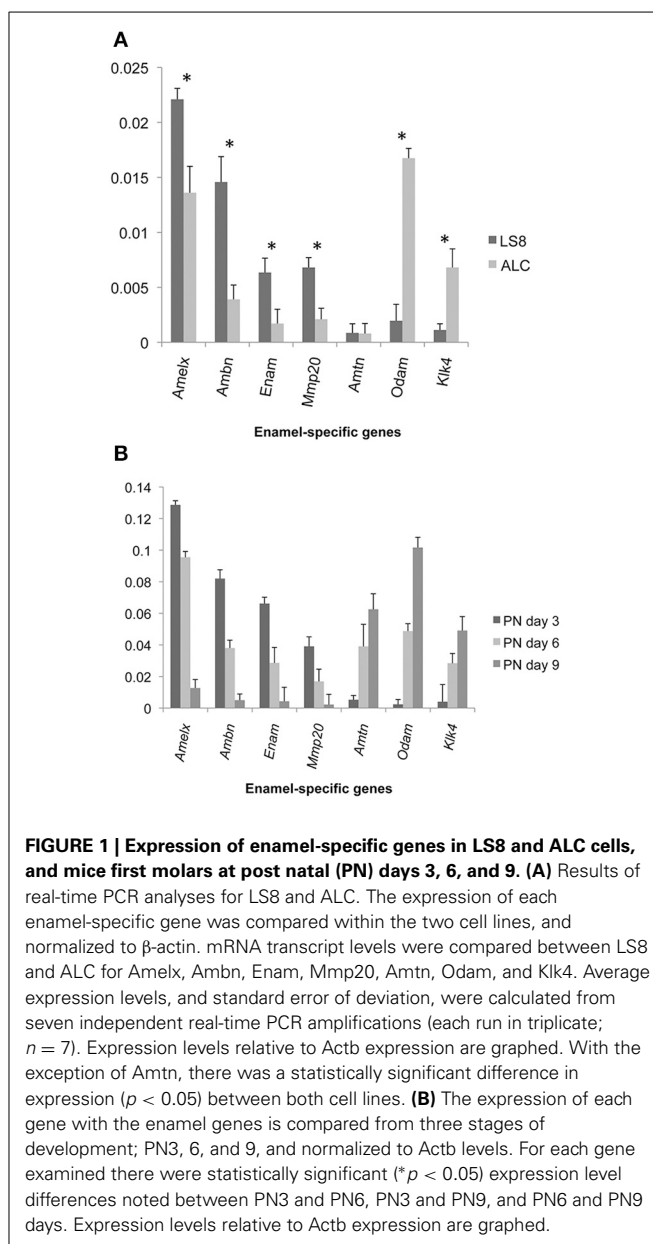 A
0.025
0.02
0.015
0.01
0.005
0
*
*
*
*
*
*
LS8
ALC
Amelx
Ambn
Enam
Mmp20
Amtn
Odam
Klk4
Enamel-specific genes
B
0.14
0.12
0.1
0.08
0.06
0.04
0.02
0
PN day 3
PN day 6
PN day 9
Amelx
Ambn
Enam
Mmp20
Amtn
Odam
Klk4
Enamel-specific genes
FIGURE 1 | Expression of enamel-specific genes in LS8 and ALC cells,
and mice first molars at post natal (PN) days 3, 6, and 9. (A) Results of
real-time PCR analyses for LS8 and ALC. The expression of each
enamel-specific gene was compared within the two cell lines, and
normalized to β-actin. mRNA transcript levels were compared between LS8
and ALC for Amelx, Ambn, Enam, Mmp20, Amtn, Odam, and Klk4. Average
expression levels, and standard error of deviation, were calculated from
seven independent real-time PCR amplifications (each run in triplicate;
n = 7). Expression levels relative to Actb expression are graphed. With the
exception of Amtn, there was a statistically significant difference in
expression (p < 0.05) between both cell lines. (B) The expression of each
gene with the enamel genes is compared from three stages of
development; PN3, 6, and 9, and normalized to Actb levels. For each gene
examined there were statistically significant (*p < 0.05) expression level
differences noted between PN3 and PN6, PN3 and PN9, and PN6 and PN9
days. Expression levels relative to Actb expression are graphed.